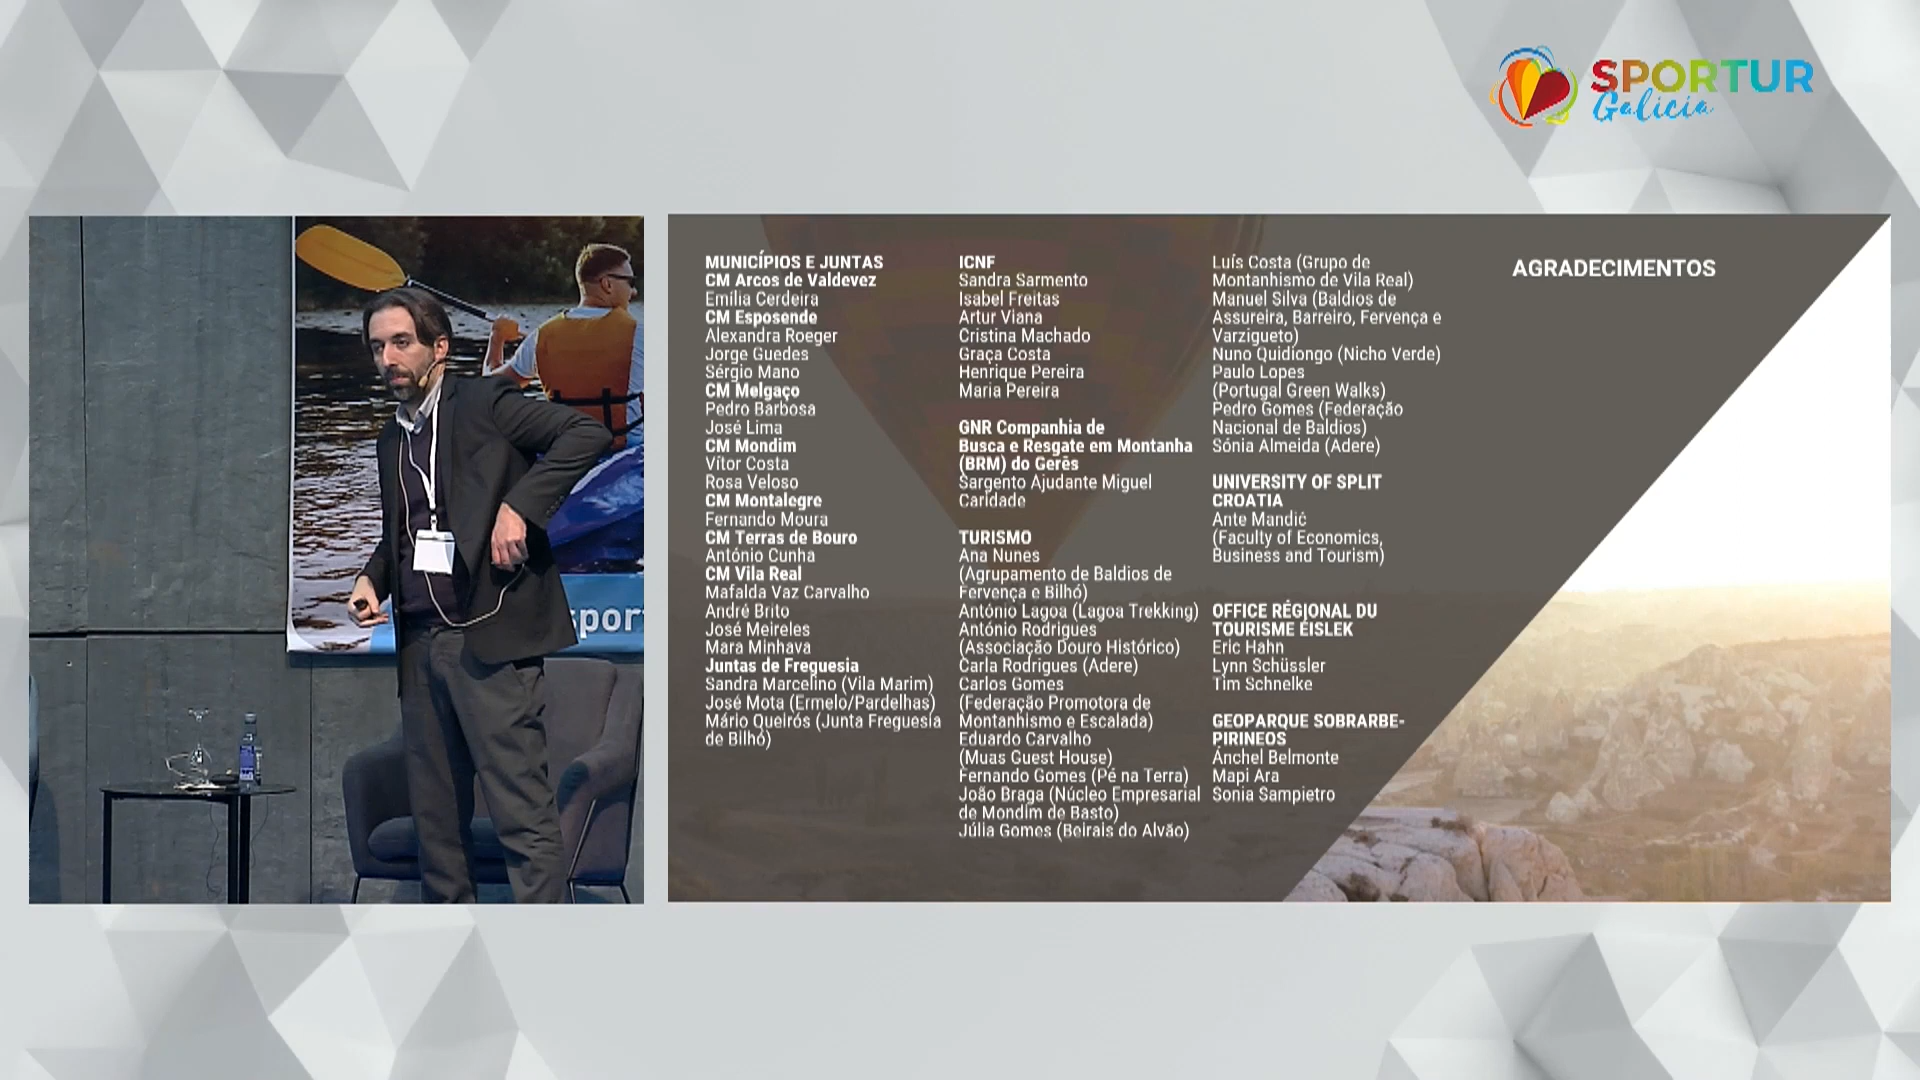 SPORTUR
Galicia
sport
MUNICÍPIOS E JUNTAS
CM Arcos de Valdevez
Emília Cerdeira
CM Esposende
Alexandra Roeger
Jorge Guedes
Sérgio Mano
CM Melgaço
Pedro Barbosa
José Lima
CM Mondim
Vítor Costa
Rosa Veloso
CM Montalegre
Fernando Moura
CM Terras de Bouro
António Cunha
CM Vila Real
Mafalda Vaz Carvalho
André Brito
José Meireles
Mara Minhava
Juntas de Freguesia
Sandra Marcelino (Vila Marim)
José Mota (Ermelo/Pardelhas)
Mário Queirós (Junta Freguesia
de Bilhó)
ICNF
Sandra Sarmento
Isabel Freitas
Artur Viana
Cristina Machado
Graça Costa
Henrique Pereira
Maria Pereira
GNR Companhia de
Busca e Resgate em Montanha
(BRM) do Gerês
Sargento Ajudante Miguel
Caridade
TURISMO
Ana Nunes
(Agrupamento de Baldios de
Fervença e Bilhó)
António Lagoa (Lagoa Trekking)
António Rodrigues
(Associação Douro Histórico)
Carla Rodrigues (Adere)
Carlos Gomes
(Federação Promotora de
Montanhismo e Escalada)
Eduardo Carvalho
(Muas Guest House)
Fernando Gomes (Pé na Terra)
João Braga (Núcleo Empresarial
de Mondim de Basto)
Júlia Gomes (Beirais do Alvão)
Luís Costa (Grupo de
Montanhismo de Vila Real)
Manuel Silva (Baldios de
Assureira, Barreiro, Fervença e
Varzigueto)
Nuno Quidiongo (Nicho Verde)
Paulo Lopes
(Portugal Green Walks)
Pedro Gomes (Federação
Nacional de Baldios)
Sónia Almeida (Adere)
UNIVERSITY OF SPLIT
CROATIA
Ante Mandić
(Faculty of Economics,
Business and Tourism)
OFFICE RÉGIONAL DU
TOURISME ÉISLEK
Eric Hahn
Lynn Schüssler
Tim Schnelke
GEOPARQUE SOBRARBE-
PIRINEOS
Ánchel Belmonte
Mapi Ara
Sonia Sampietro
AGRADECIMENTOS